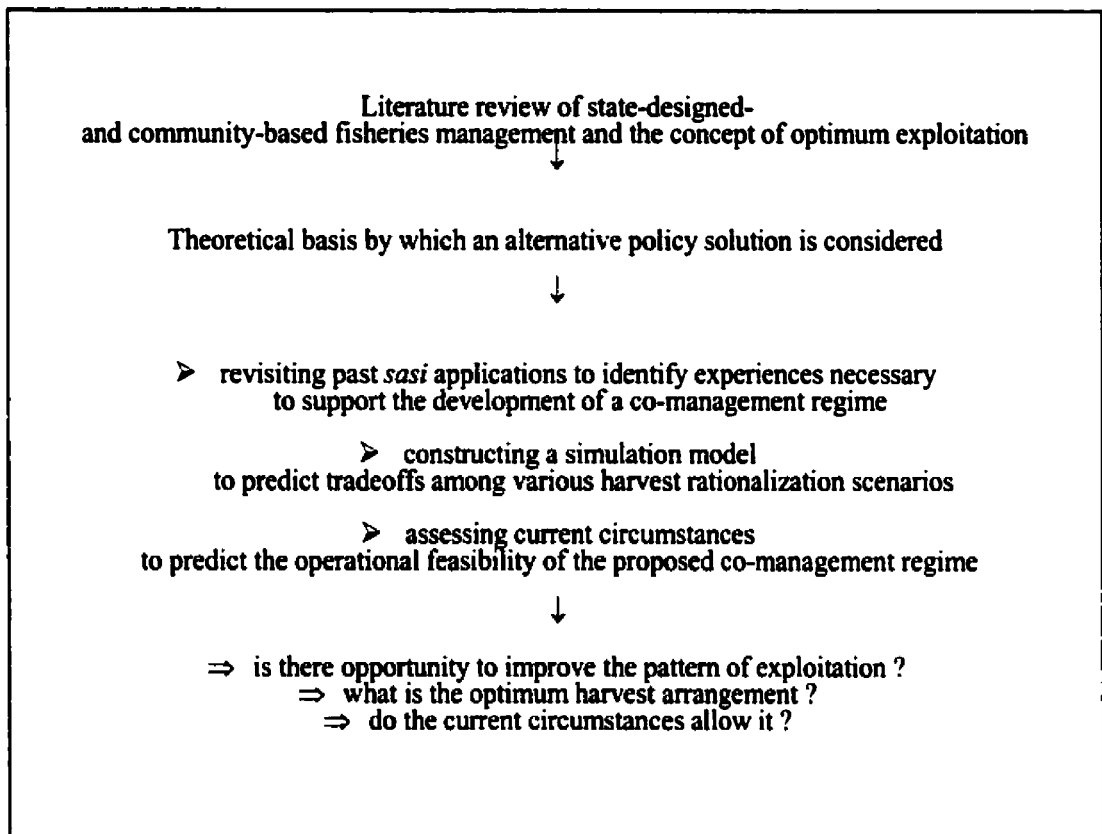 Literature review of state-designed-
and community-based fisheries management and the concept of optimum exploitation
↓
Theoretical basis by which an alternative policy solution is considered
↓
➢ revisiting past sasi applications to identify experiences necessary
to support the development of a co-management regime
➢ constructing a simulation model
to predict tradeoffs among various harvest rationalization scenarios
➢ assessing current circumstances
to predict the operational feasibility of the proposed co-management regime
↓
⇒ is there opportunity to improve the pattern of exploitation ?
⇒ what is the optimum harvest arrangement ?
⇒ do the current circumstances allow it ?